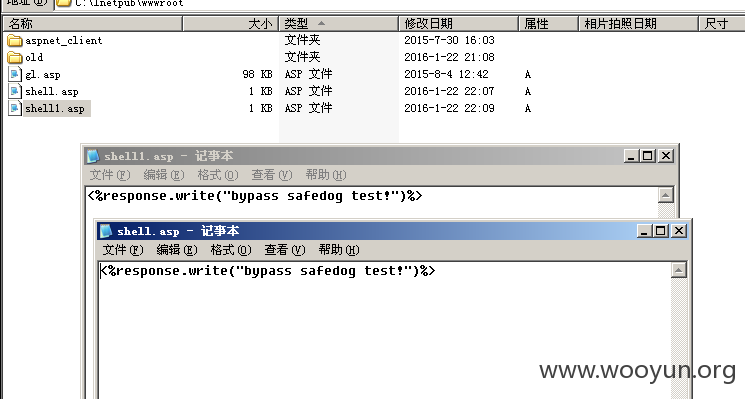 地址(D) C:\Inetpub\wwwroot
名称 大小 类型 修改日期 属性 相片拍照日期 尺寸
aspnet_client 文件夹 2015-7-30 16:03
old 文件夹 2016-1-22 21:08
gl.asp 98 KB ASP 文件 2015-8-4 12:42 A
shell.asp 1 KB ASP 文件 2016-1-22 22:07 A
shell1.asp 1 KB ASP 文件 2016-1-22 22:09 A
shell1.asp - 记事本
文件(F) 编辑(E) 格式(O) 查看(V) 帮助(H)
<%response.write("bypass safedog test!")%>
shell.asp - 记事本
文件(F) 编辑(E) 格式(O) 查看(V) 帮助(H)
<%response.write("bypass safedog test!")%>
www.wooyun.org